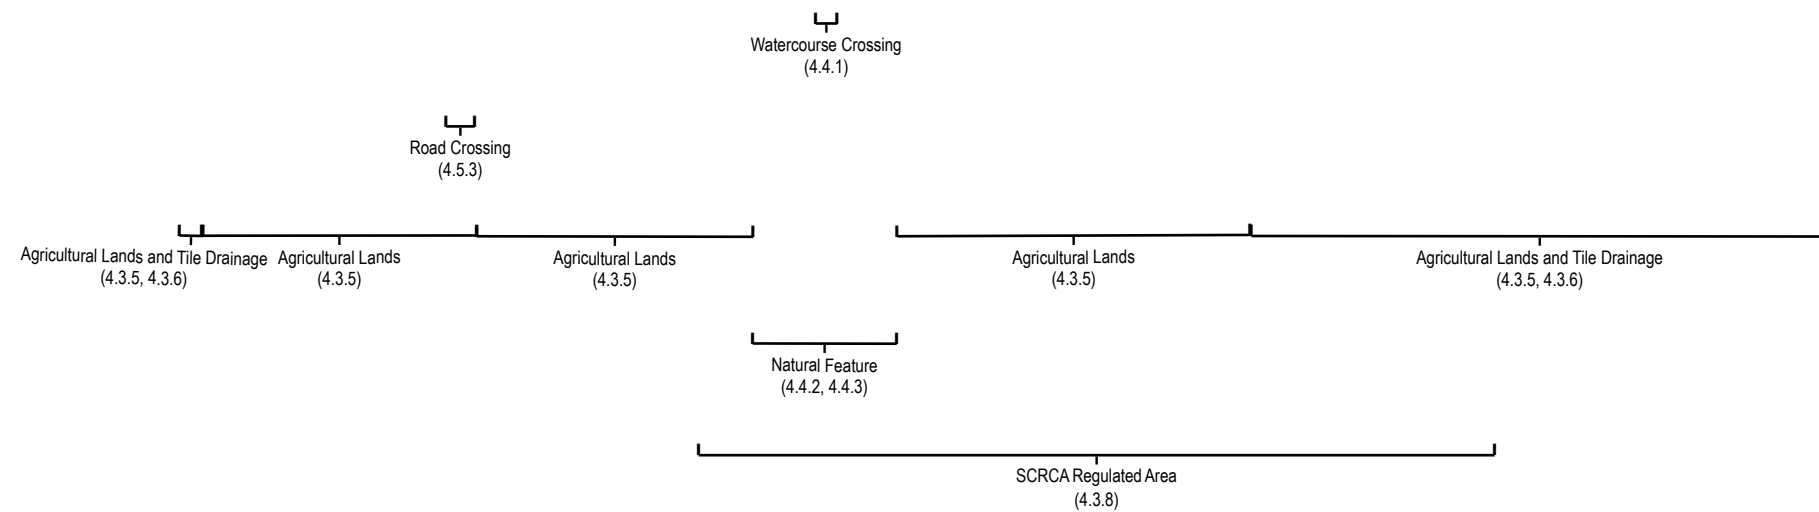 Watercourse Crossing
(4.4.1)
Road Crossing
(4.5.3)
Agricultural Lands and Tile Drainage
(4.3.5, 4.3.6)
Agricultural Lands
(4.3.5)
Agricultural Lands
(4.3.5)
Agricultural Lands
(4.3.5)
Agricultural Lands and Tile Drainage
(4.3.5, 4.3.6)
Natural Feature
(4.4.2, 4.4.3)
SCRCA Regulated Area
(4.3.8)